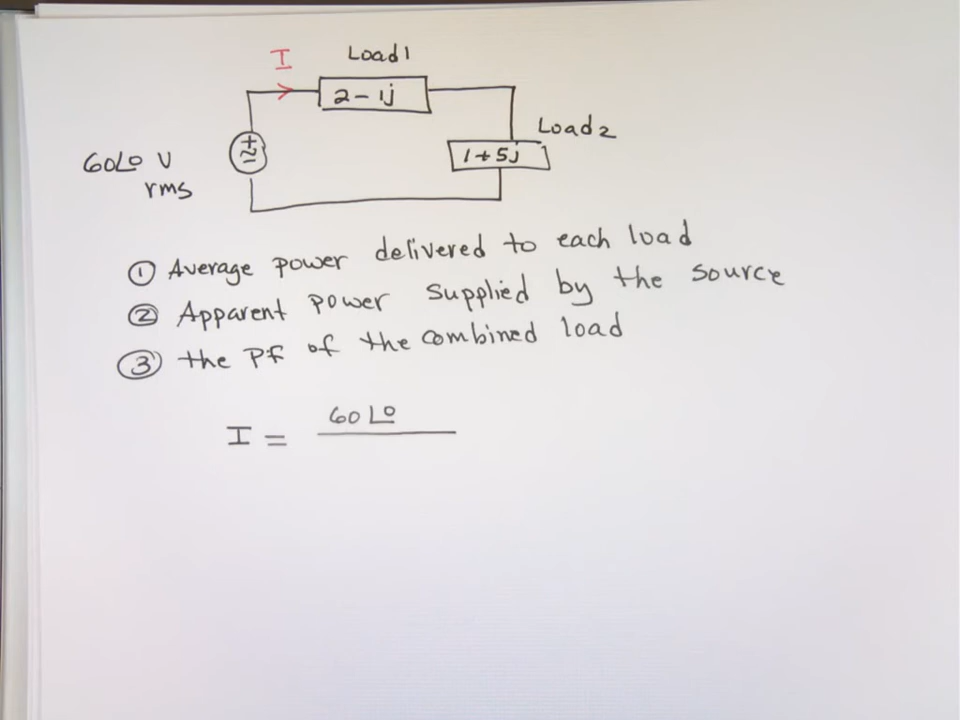 I
Load1
2 - 1j
Load2
1+5j
60∠0 V
rms
① Average power delivered to each load
② Apparent power supplied by the source
③ the PF of the combined load
60∠0
I =